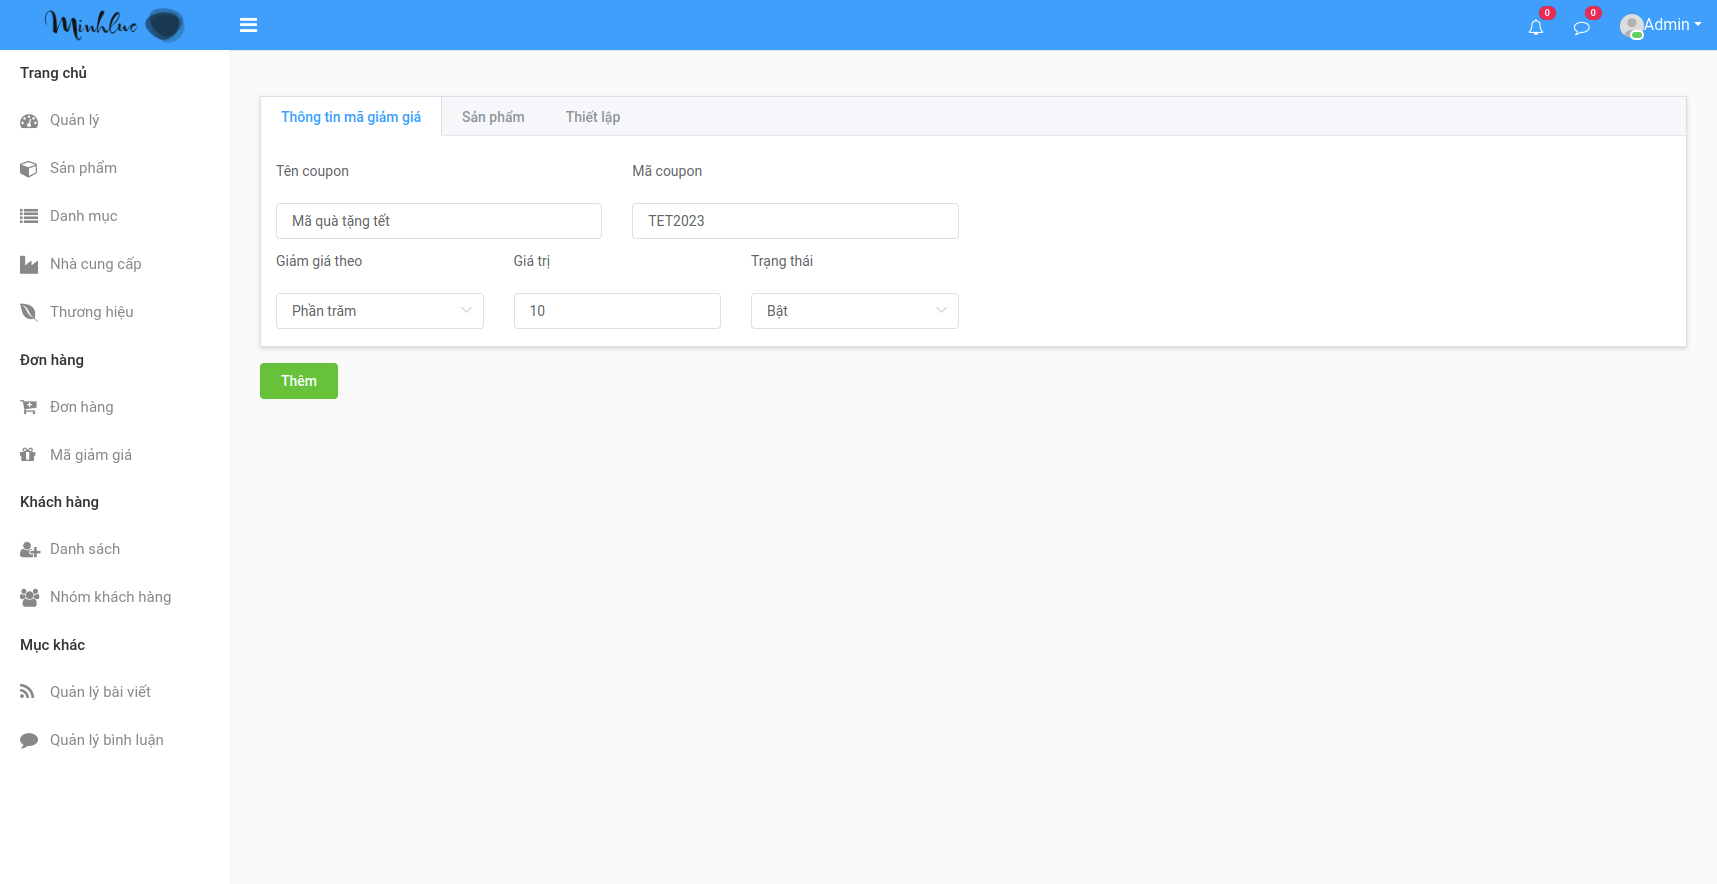 Minhluc
0
0
Admin
Trang chủ
Quản lý
Sản phẩm
Danh mục
Nhà cung cấp
Thương hiệu
Đơn hàng
Đơn hàng
Mã giảm giá
Khách hàng
Danh sách
Nhóm khách hàng
Mục khác
Quản lý bài viết
Quản lý bình luận
Thông tin mã giảm giá Sản phẩm Thiết lập
Tên coupon Mã coupon
Mã quà tặng tết TET2023
Giảm giá theo Giá trị Trạng thái
Phần trăm 10 Bật
Thêm